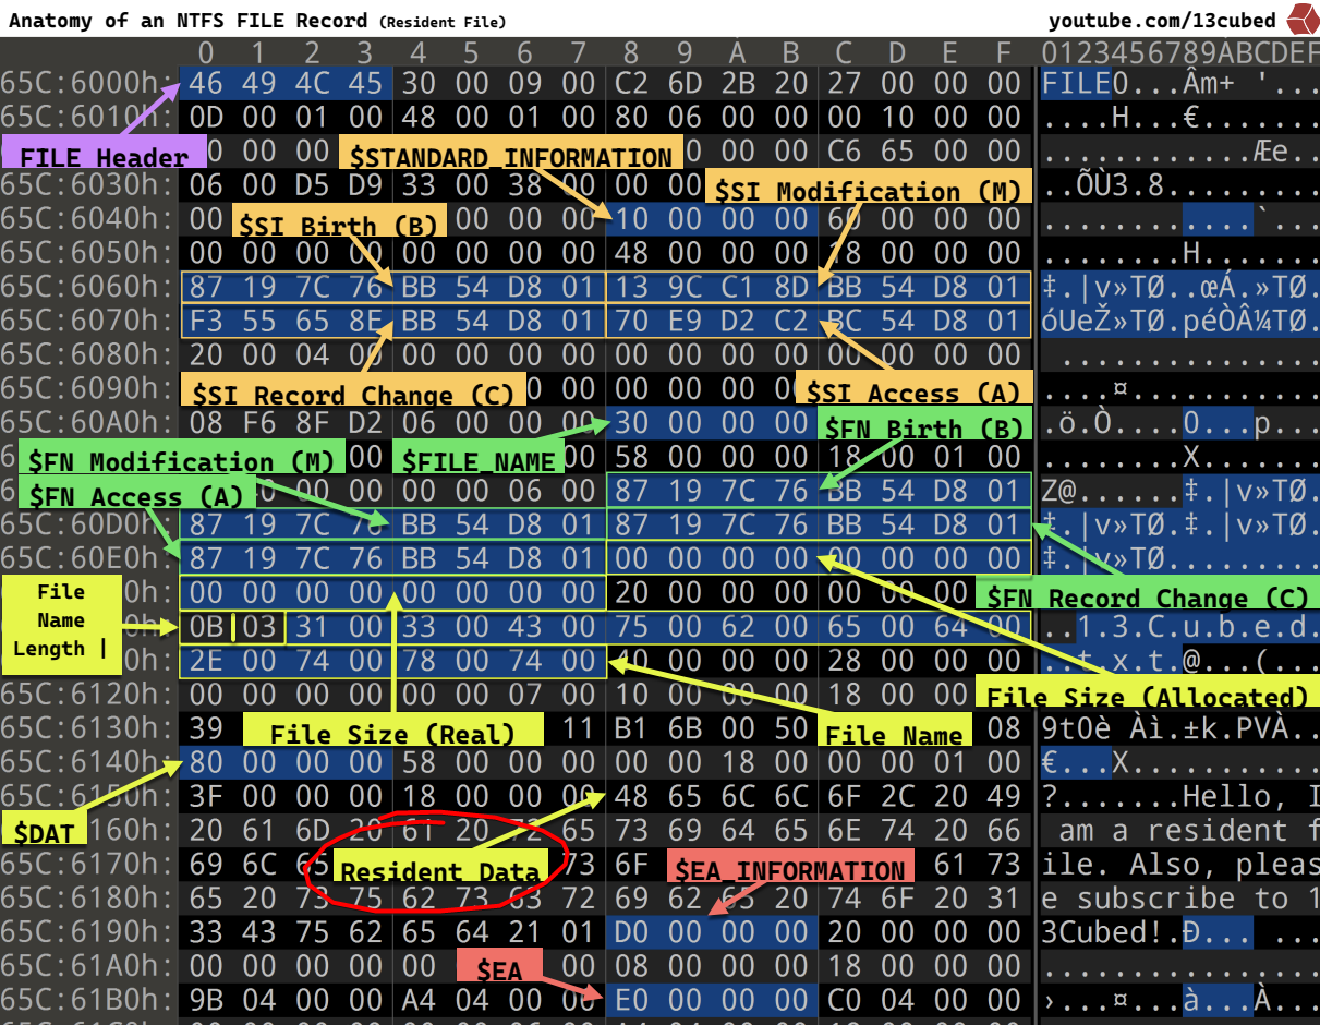 Anatomy of an NTFS FILE Record (Resident File) youtube.com/13cubed
0 1 2 3 4 5 6 7 8 9 A B C D E F 0123456789ABCDEF
65C:6000h: 46 49 4C 45 30 00 09 00 C2 6D 2B 20 27 00 00 00 FILE0...Âm+ '...
65C:6010h: 0D 00 01 00 48 00 01 00 80 06 00 00 00 10 00 00 ....H...€.......
FILE Header 0 00 00 $STANDARD_INFORMATION 0 00 00 C6 65 00 00 ............Æe..
65C:6030h: 06 00 D5 D9 33 00 38 00 00 00 $SI Modification (M) ..ÕÙ3.8.........
65C:6040h: 00 $SI Birth (B) 00 00 00 10 00 00 00 60 00 00 00 ............`...
65C:6050h: 00 00 00 00 00 00 00 00 48 00 00 00 18 00 00 00 ........H.......
65C:6060h: 87 19 7C 76 BB 54 D8 01 13 9C C1 8D BB 54 D8 01 ‡.|v»TØ..œÁ.»TØ.
65C:6070h: F3 55 65 8E BB 54 D8 01 70 E9 D2 C2 BC 54 D8 01 óUeŽ»TØ.péÒÂ¼TØ.
65C:6080h: 20 00 04 00 00 00 00 00 00 00 00 00 00 00 00 00 ...............
65C:6090h: $SI Record Change (C) 0 00 00 00 00 00 $SI Access (A) ....¤...........
65C:60A0h: 08 F6 8F D2 06 00 00 00 30 00 00 00 $FN Birth (B) .ö.Ò....0...p...
6 $FN Modification (M) 00 $FILE_NAME 00 58 00 00 00 18 00 01 00 ........X.......
6 $FN Access (A) 00 00 00 00 06 00 87 19 7C 76 BB 54 D8 01 Z@......‡.|v»TØ.
65C:60D0h: 87 19 7C 76 BB 54 D8 01 87 19 7C 76 BB 54 D8 01 ‡.|v»TØ.‡.|v»TØ.
65C:60E0h: 87 19 7C 76 BB 54 D8 01 00 00 00 00 00 00 00 00 ‡.|v»TØ.
File Name Length | 0h: 00 00 00 00 00 00 00 00 20 00 00 00 00 00 00 00 $FN Record Change (C)
0h: 0B 03 31 00 33 00 43 00 75 00 62 00 65 00 64 00 ..1.3.C.u.b.e.d.
0h: 2E 00 74 00 78 00 74 00 40 00 00 00 28 00 00 00 ..t.x.t.@...(...
65C:6120h: 00 00 00 00 00 00 07 00 10 00 00 00 18 00 00 File Size (Allocated)
65C:6130h: 39 File Size (Real) 11 B1 6B 00 50 File Name 08 9tOè Àì.±k.PVÀ..
65C:6140h: 80 00 00 00 58 00 00 00 00 00 18 00 00 00 01 00 €...X...........
65C:6150h: 3F 00 00 00 18 00 00 00 48 65 6C 6C 6F 2C 20 49 ?.......Hello, I
$DAT 160h: 20 61 6D 20 61 20 72 65 73 69 64 65 6E 74 20 66 am a resident f
65C:6170h: 69 6C 65 Resident Data 73 6F $EA_INFORMATION 61 73 ile. Also, pleas
65C:6180h: 65 20 73 75 62 73 63 72 69 62 65 20 74 6F 20 31 e subscribe to 1
65C:6190h: 33 43 75 62 65 64 21 01 D0 00 00 00 20 00 00 00 3Cubed!.Ð... ...
65C:61A0h: 00 00 00 00 00 $EA 00 08 00 00 00 18 00 00 00 ................
65C:61B0h: 9B 04 00 00 A4 04 00 00 E0 00 00 00 C0 04 00 00 ›...¤...à...À...